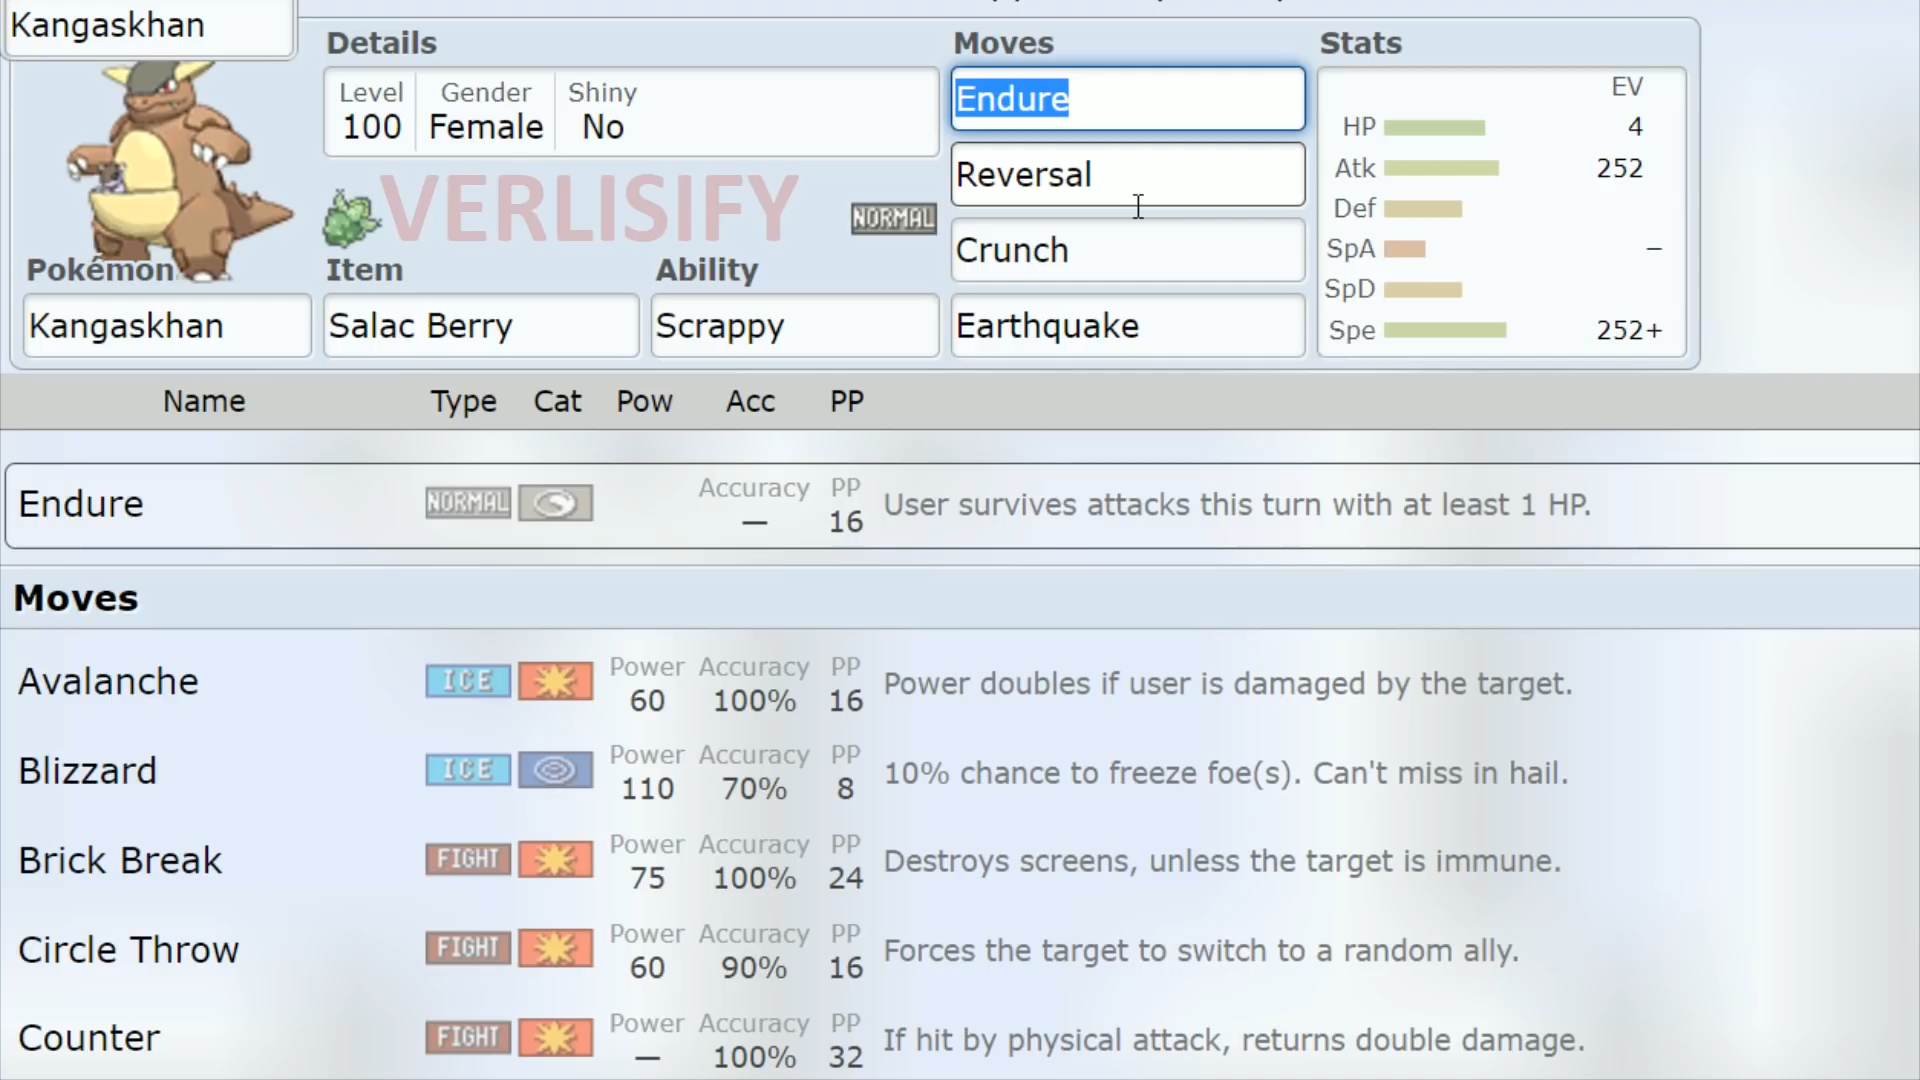 Kangaskhan
Details
Moves
Stats
Level
Gender
Shiny
100
Female
No
Endure
Reversal
Crunch
Earthquake
EV
HP 4
Atk 252
Def
SpA –
SpD
Spe 252+
VERLISIFY
NORMAL
Pokémon
Item
Ability
Kangaskhan
Salac Berry
Scrappy
Name Type Cat Pow Acc PP
Endure NORMAL Accuracy — PP 16 User survives attacks this turn with at least 1 HP.
Moves
Avalanche ICE Power 60 Accuracy 100% PP 16 Power doubles if user is damaged by the target.
Blizzard ICE Power 110 Accuracy 70% PP 8 10% chance to freeze foe(s). Can't miss in hail.
Brick Break FIGHT Power 75 Accuracy 100% PP 24 Destroys screens, unless the target is immune.
Circle Throw FIGHT Power 60 Accuracy 90% PP 16 Forces the target to switch to a random ally.
Counter FIGHT Power — Accuracy 100% PP 32 If hit by physical attack, returns double damage.